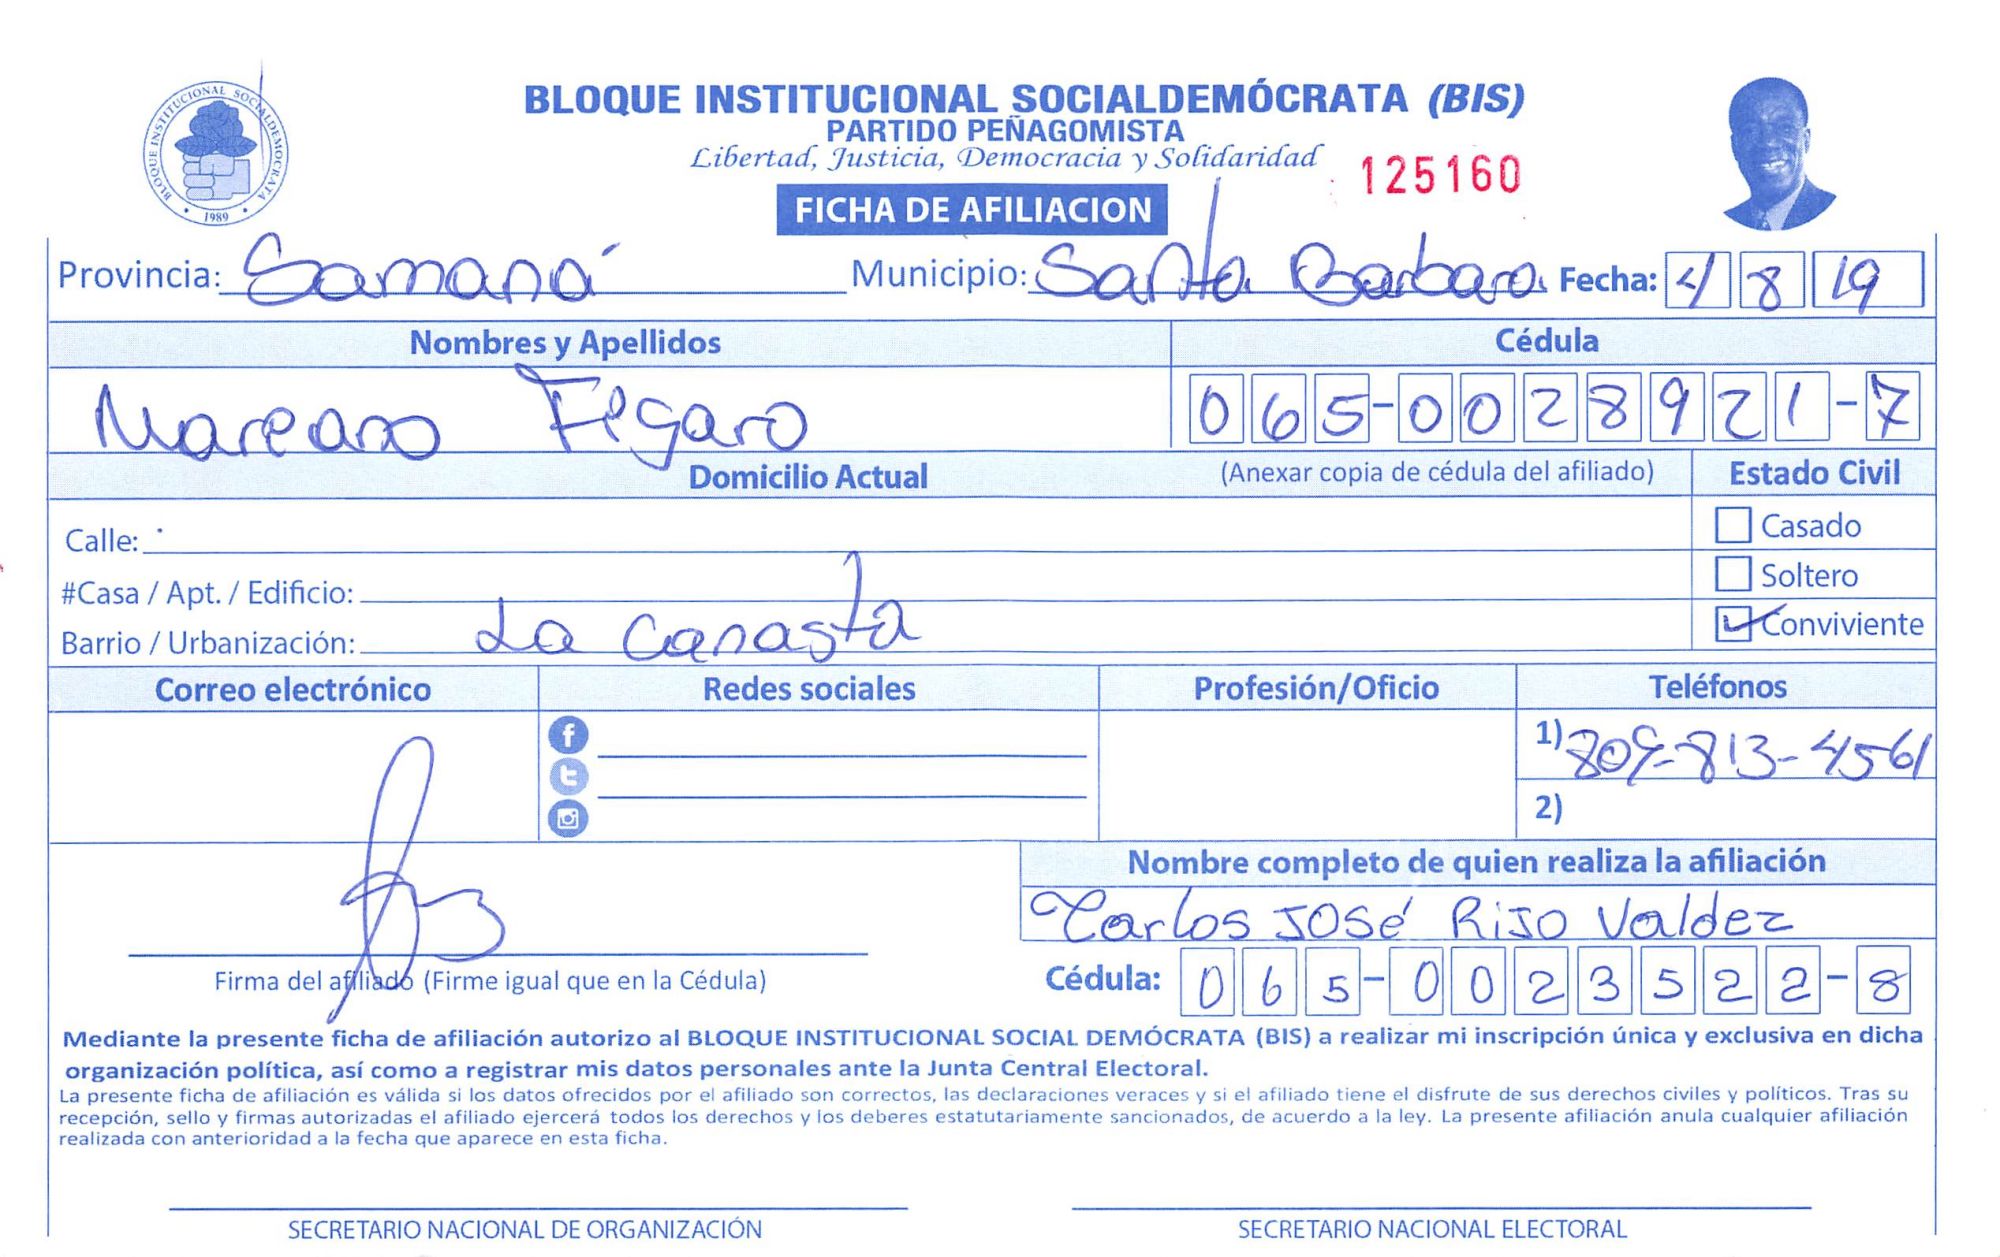 BLOQUE INSTITUCIONAL SOCIALDEMÓCRATA
1989
BLOQUE INSTITUCIONAL SOCIALDEMÓCRATA (BIS)
PARTIDO PEÑAGOMISTA
Libertad, Justicia, Democracia y Solidaridad
125160
FICHA DE AFILIACION
Provincia: Samaná Municipio: Santa Barbara Fecha: 4 8 19
Nombres y Apellidos Cédula
Mareano Fegaro 065-0028921-7
Domicilio Actual (Anexar copia de cédula del afiliado) Estado Civil
Calle: Casado
#Casa / Apt. / Edificio: Soltero
Barrio / Urbanización: La Canasta Conviviente
Correo electrónico Redes sociales Profesión/Oficio Teléfonos
1) 809-813-4561
2)
Nombre completo de quien realiza la afiliación
Carlos José Rijo Valdez
Firma del afiliado (Firme igual que en la Cédula) Cédula: 065-0023522-8
Mediante la presente ficha de afiliación autorizo al BLOQUE INSTITUCIONAL SOCIAL DEMÓCRATA (BIS) a realizar mi inscripción única y exclusiva en dicha
organización política, así como a registrar mis datos personales ante la Junta Central Electoral.
La presente ficha de afiliación es válida si los datos ofrecidos por el afiliado son correctos, las declaraciones veraces y si el afiliado tiene el disfrute de sus derechos civiles y políticos. Tras su
recepción, sello y firmas autorizadas el afiliado ejercerá todos los derechos y los deberes estatutariamente sancionados, de acuerdo a la ley. La presente afiliación anula cualquier afiliación
realizada con anterioridad a la fecha que aparece en esta ficha.
SECRETARIO NACIONAL DE ORGANIZACIÓN SECRETARIO NACIONAL ELECTORAL